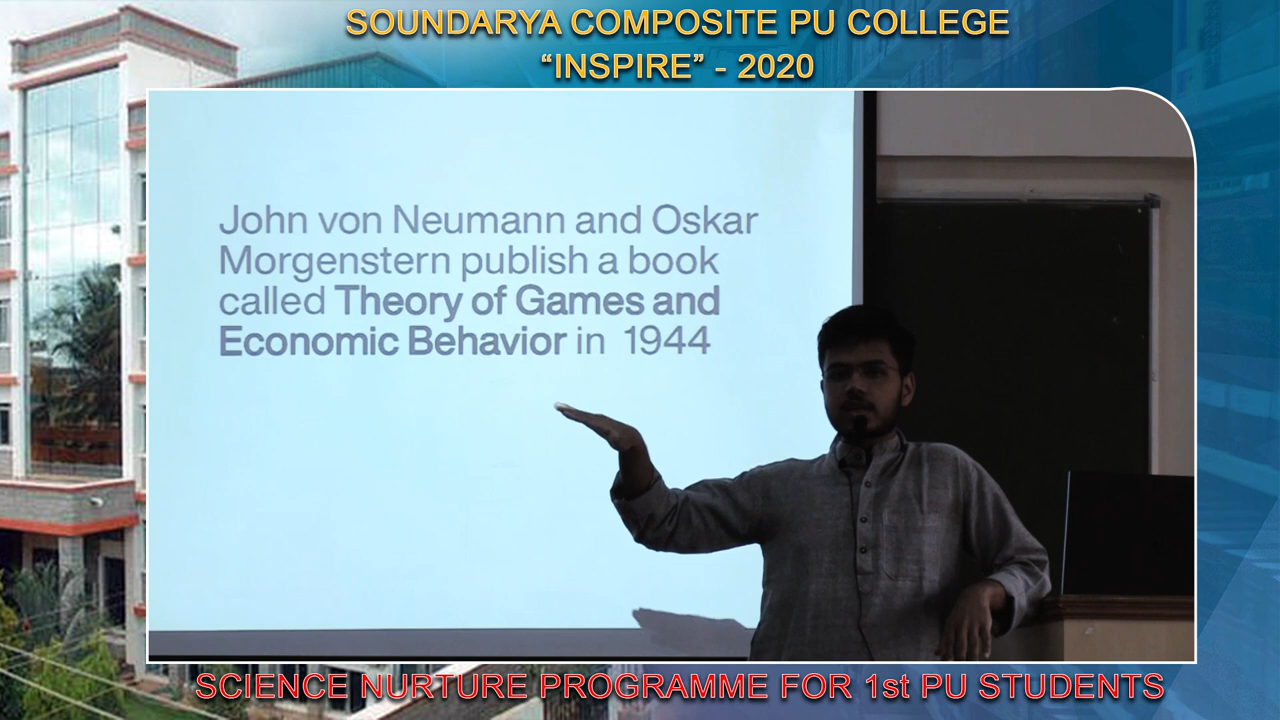 SOUNDARYA COMPOSITE PU COLLEGE
“INSPIRE” - 2020
John von Neumann and Oskar
Morgenstern publish a book
called Theory of Games and
Economic Behavior in 1944
SCIENCE NURTURE PROGRAMME FOR 1st PU STUDENTS